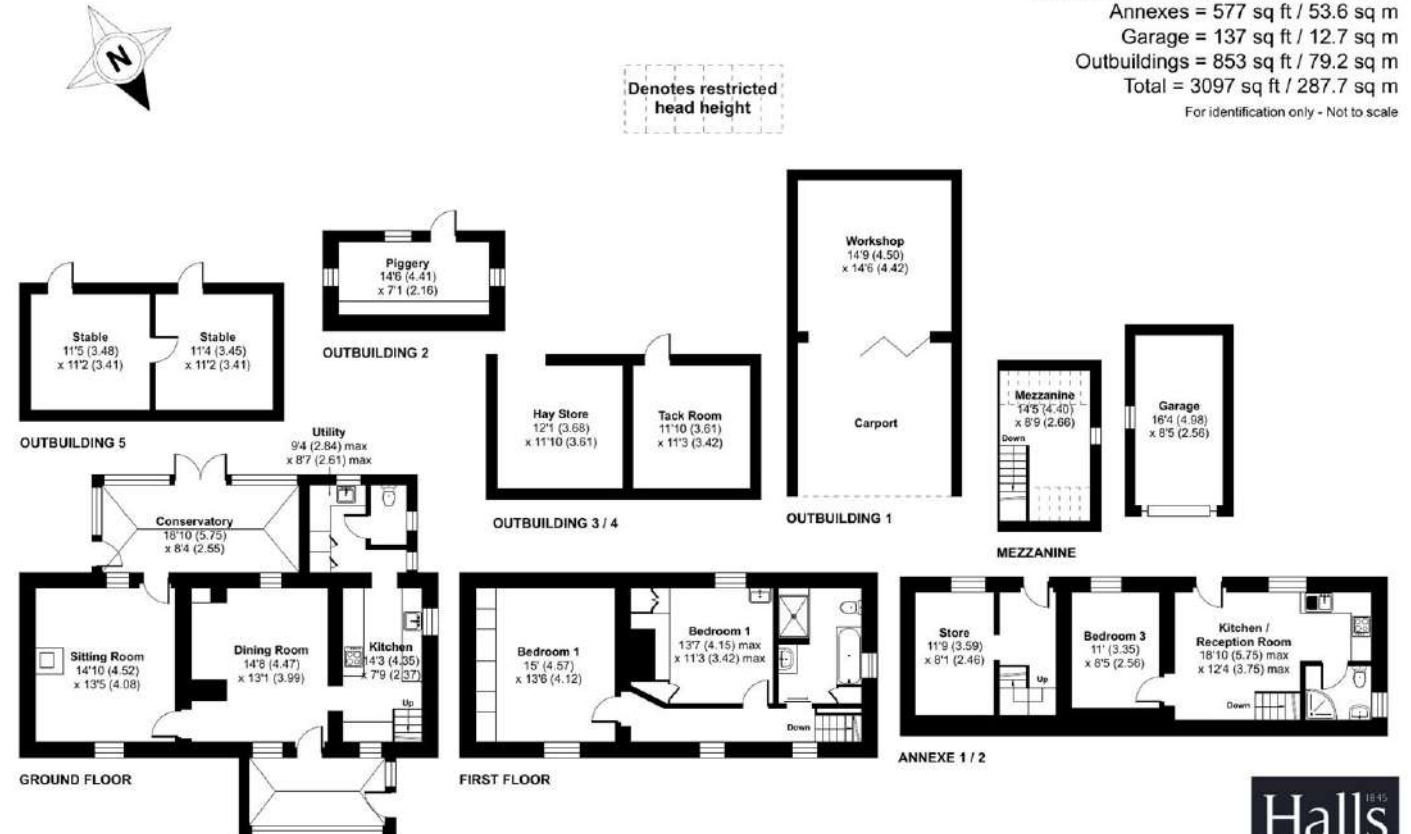 Annexes = 577 sq ft / 53.6 sq m
Garage = 137 sq ft / 12.7 sq m
Outbuildings = 853 sq ft / 79.2 sq m
Total = 3097 sq ft / 287.7 sq m
For identification only - Not to scale
N
Denotes restricted
head height
Workshop
14'9 (4.50)
x 14'6 (4.42)
Carport
OUTBUILDING 1
Piggery
14'6 (4.41)
x 7'1 (2.16)
OUTBUILDING 2
Stable
11'5 (3.48)
x 11'2 (3.41)
Stable
11'4 (3.45)
x 11'2 (3.41)
OUTBUILDING 5
Hay Store
12'1 (3.68)
x 11'10 (3.61)
Tack Room
11'10 (3.61)
x 11'3 (3.42)
OUTBUILDING 3 / 4
Mezzanine
14'5 (4.40)
x 8'9 (2.66)
Down
MEZZANINE
Garage
16'4 (4.98)
x 8'5 (2.56)
Utility
9'4 (2.84) max
x 8'7 (2.61) max
Conservatory
18'10 (5.75)
x 8'4 (2.55)
Sitting Room
14'10 (4.52)
x 13'5 (4.08)
Dining Room
14'8 (4.47)
x 13'1 (3.99)
Kitchen
14'3 (4.35)
x 7'9 (2.37)
Up
GROUND FLOOR
Bedroom 1
15' (4.57)
x 13'6 (4.12)
Bedroom 1
13'7 (4.15) max
x 11'3 (3.42) max
Down
FIRST FLOOR
Store
11'9 (3.59)
x 8'1 (2.46)
Up
Bedroom 3
11' (3.35)
x 8'5 (2.56)
Kitchen /
Reception Room
18'10 (5.75) max
x 12'4 (3.75) max
Down
ANNEXE 1 / 2
1845
Halls